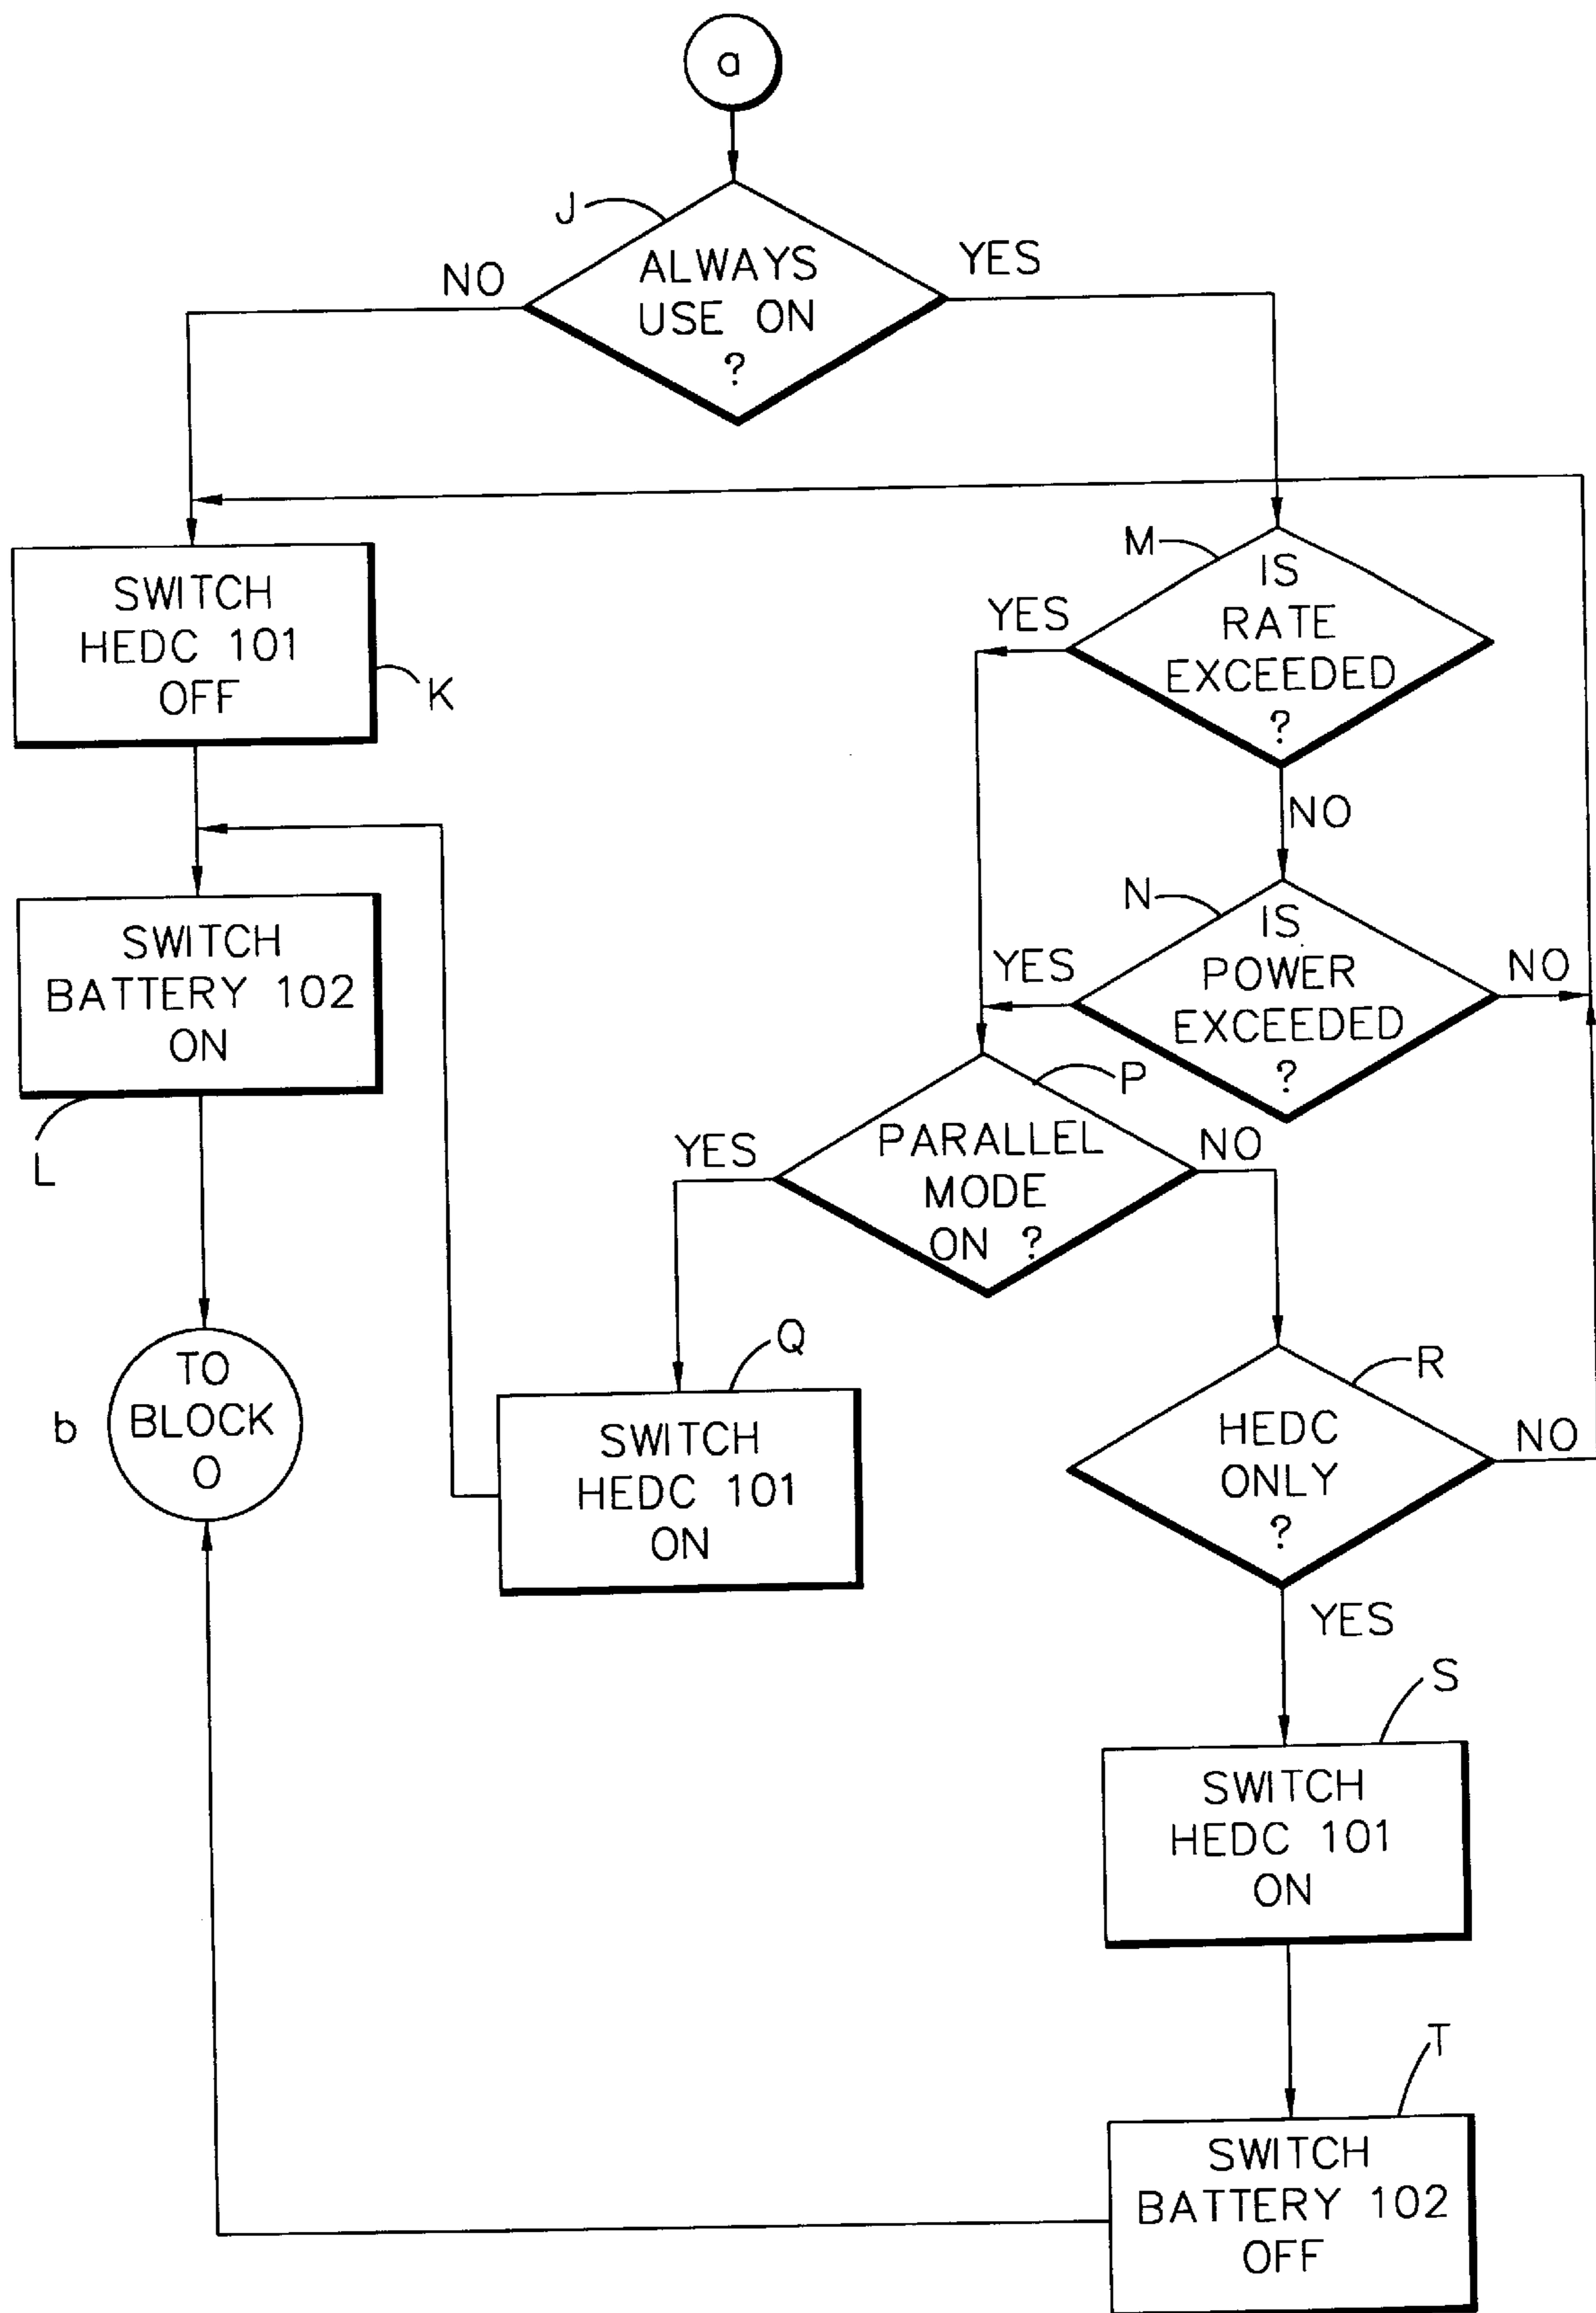 a
J
ALWAYS
USE ON
?
NO
YES
SWITCH
HEDC 101
OFF
K
M
IS
RATE
EXCEEDED
?
YES
NO
SWITCH
BATTERY 102
ON
L
N
IS
POWER
EXCEEDED
?
YES
NO
P
PARALLEL
MODE
ON ?
YES
NO
b
TO
BLOCK
O
Q
SWITCH
HEDC 101
ON
R
HEDC
ONLY
?
NO
YES
S
SWITCH
HEDC 101
ON
T
SWITCH
BATTERY 102
OFF